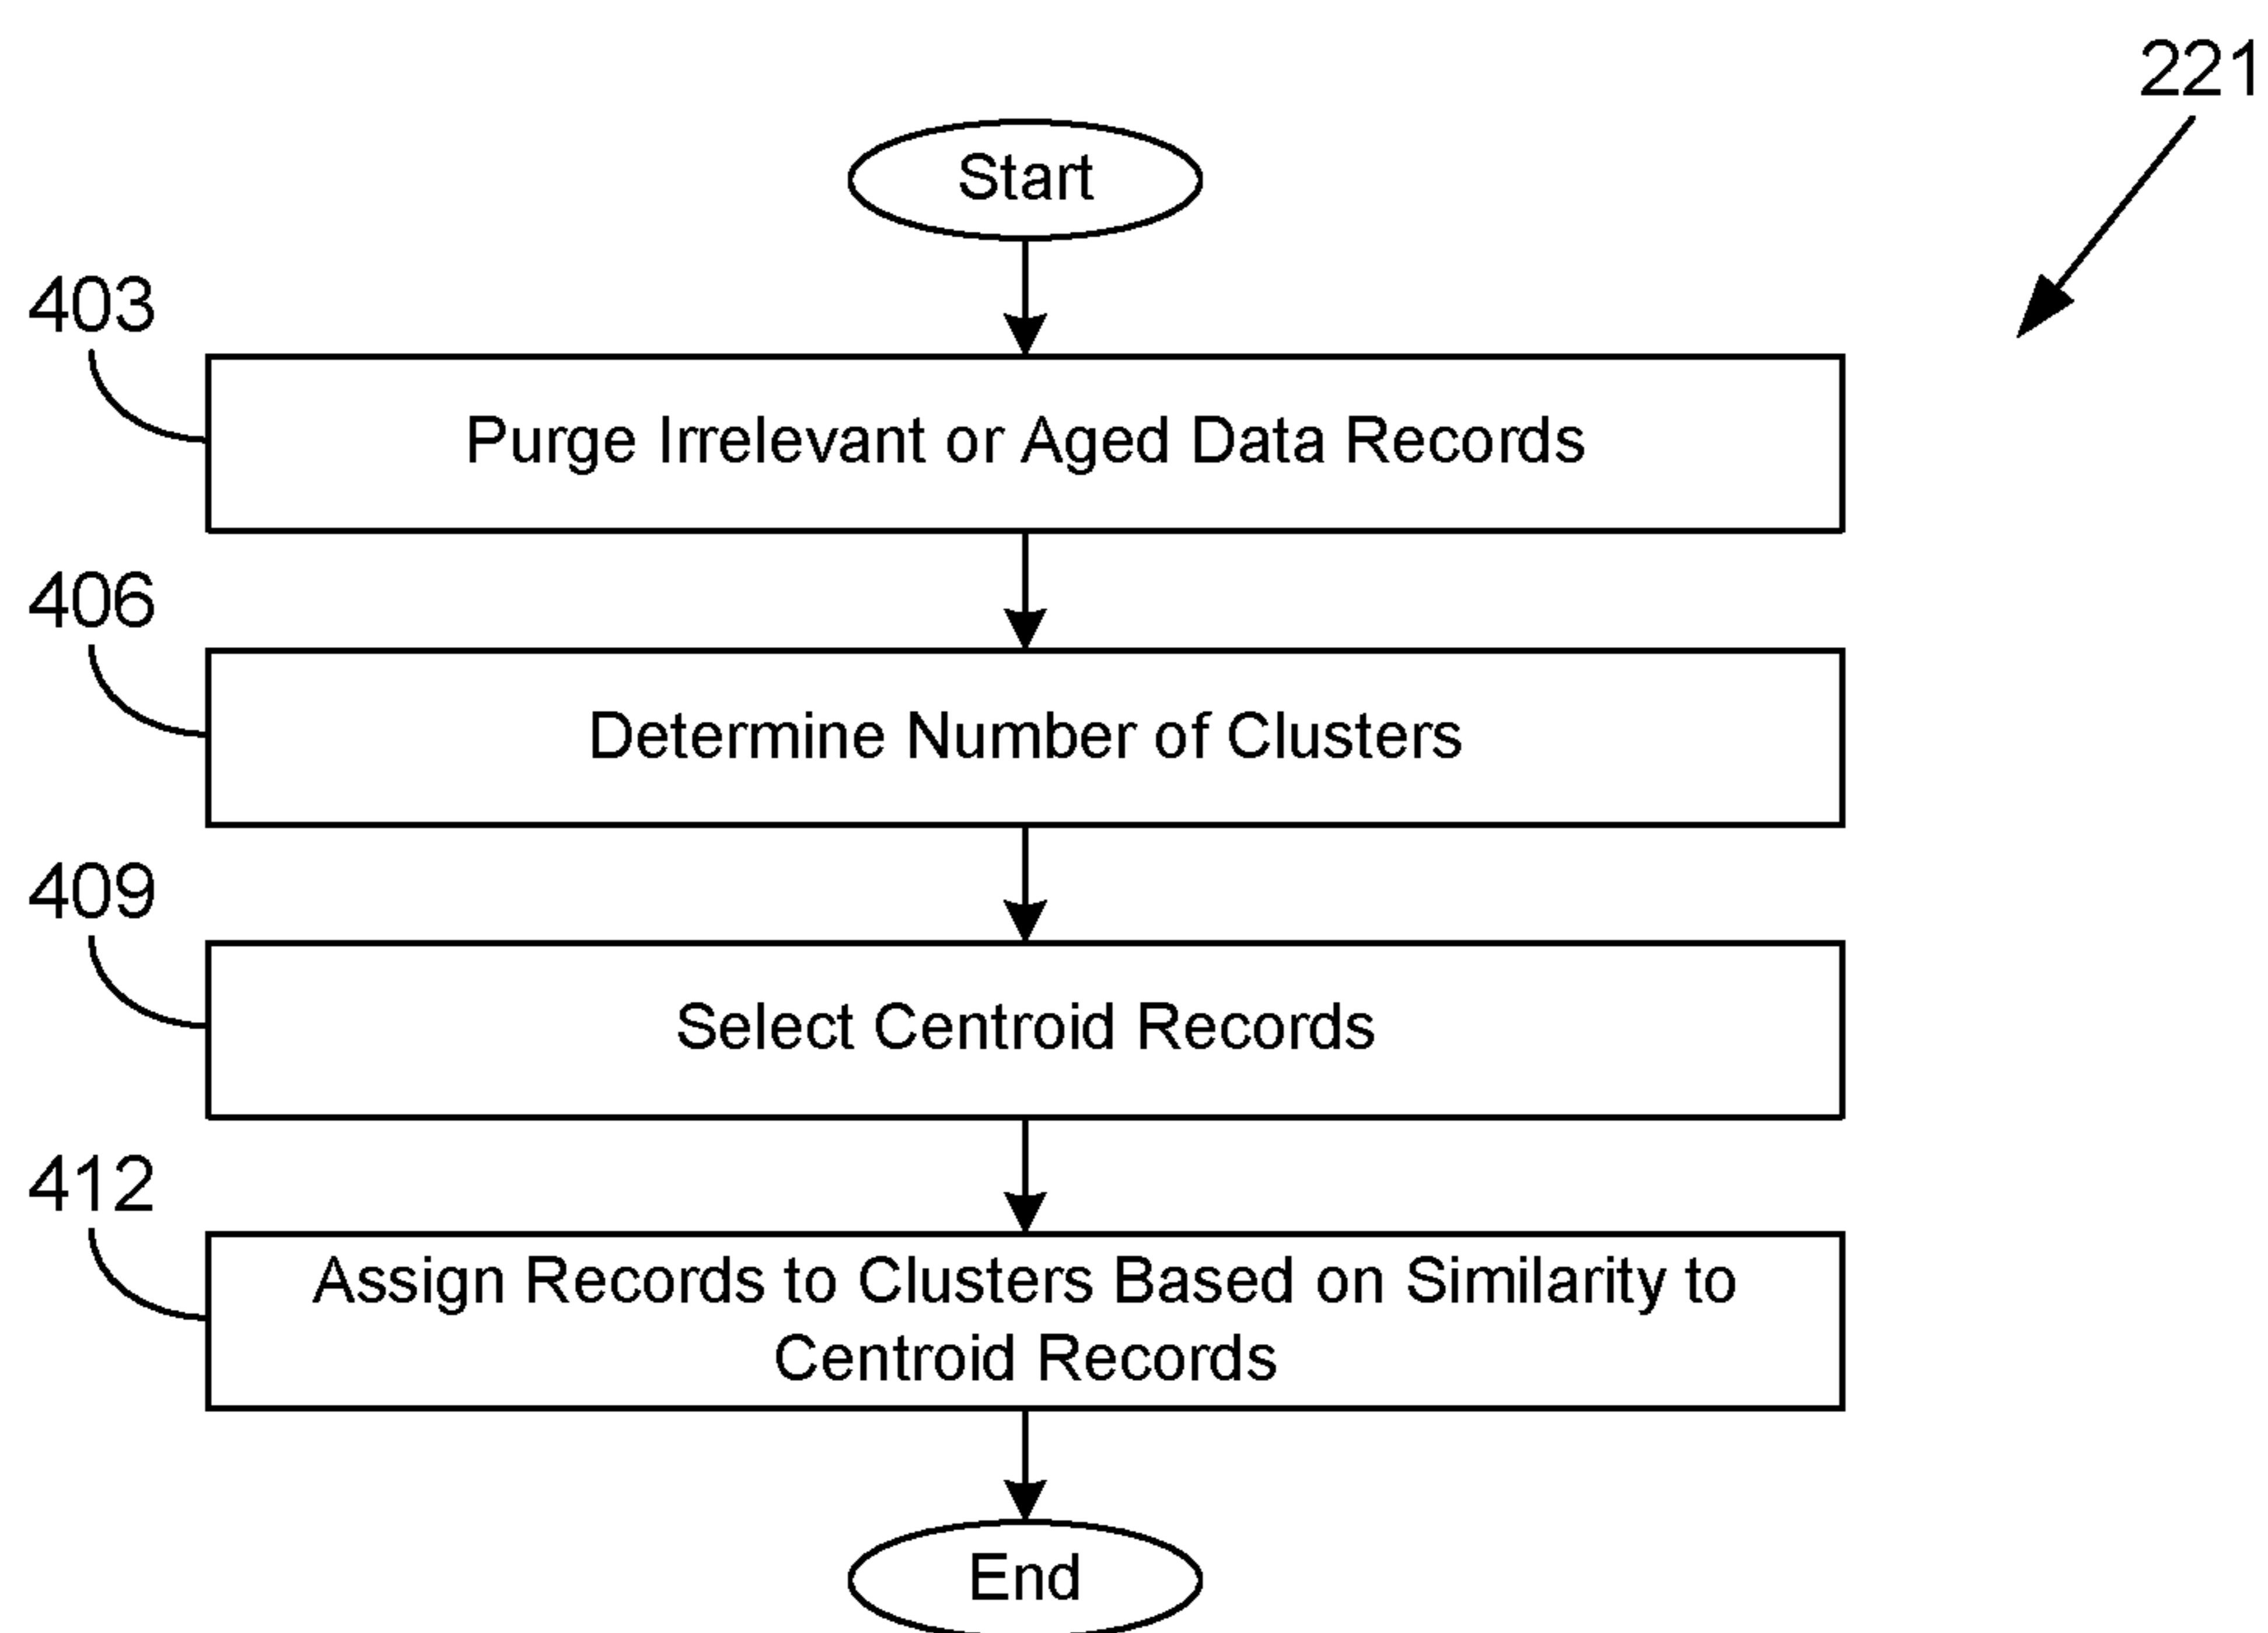 221
Start
403
Purge Irrelevant or Aged Data Records
406
Determine Number of Clusters
409
Select Centroid Records
412
Assign Records to Clusters Based on Similarity to
Centroid Records
End